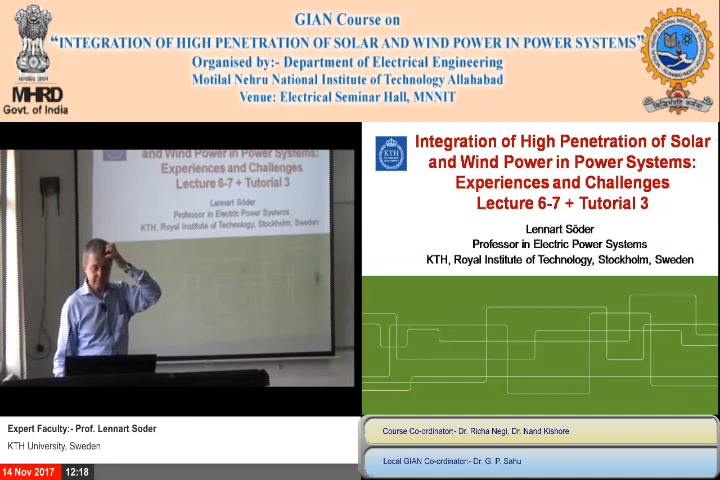 GIAN Course on
“INTEGRATION OF HIGH PENETRATION OF SOLAR AND WIND POWER IN POWER SYSTEMS”
Organised by:- Department of Electrical Engineering
Motilal Nehru National Institute of Technology Allahabad
Venue: Electrical Seminar Hall, MNNIT
सत्यमेव जयते
MHRD
Govt. of India
and Wind Power in Power Systems:
Experiences and Challenges
Lecture 6-7 + Tutorial 3
Lennart Söder
Professor in Electric Power Systems
KTH, Royal Institute of Technology, Stockholm, Sweden
KTH
Integration of High Penetration of Solar
and Wind Power in Power Systems:
Experiences and Challenges
Lecture 6-7 + Tutorial 3
Lennart Söder
Professor in Electric Power Systems
KTH, Royal Institute of Technology, Stockholm, Sweden
Expert Faculty:- Prof. Lennart Soder
KTH University, Sweden
14 Nov 2017 12:18
Course Co-ordinator:- Dr. Richa Negi, Dr. Nand Kishore
Local GIAN Co-ordinator:- Dr. G. P. Sahu